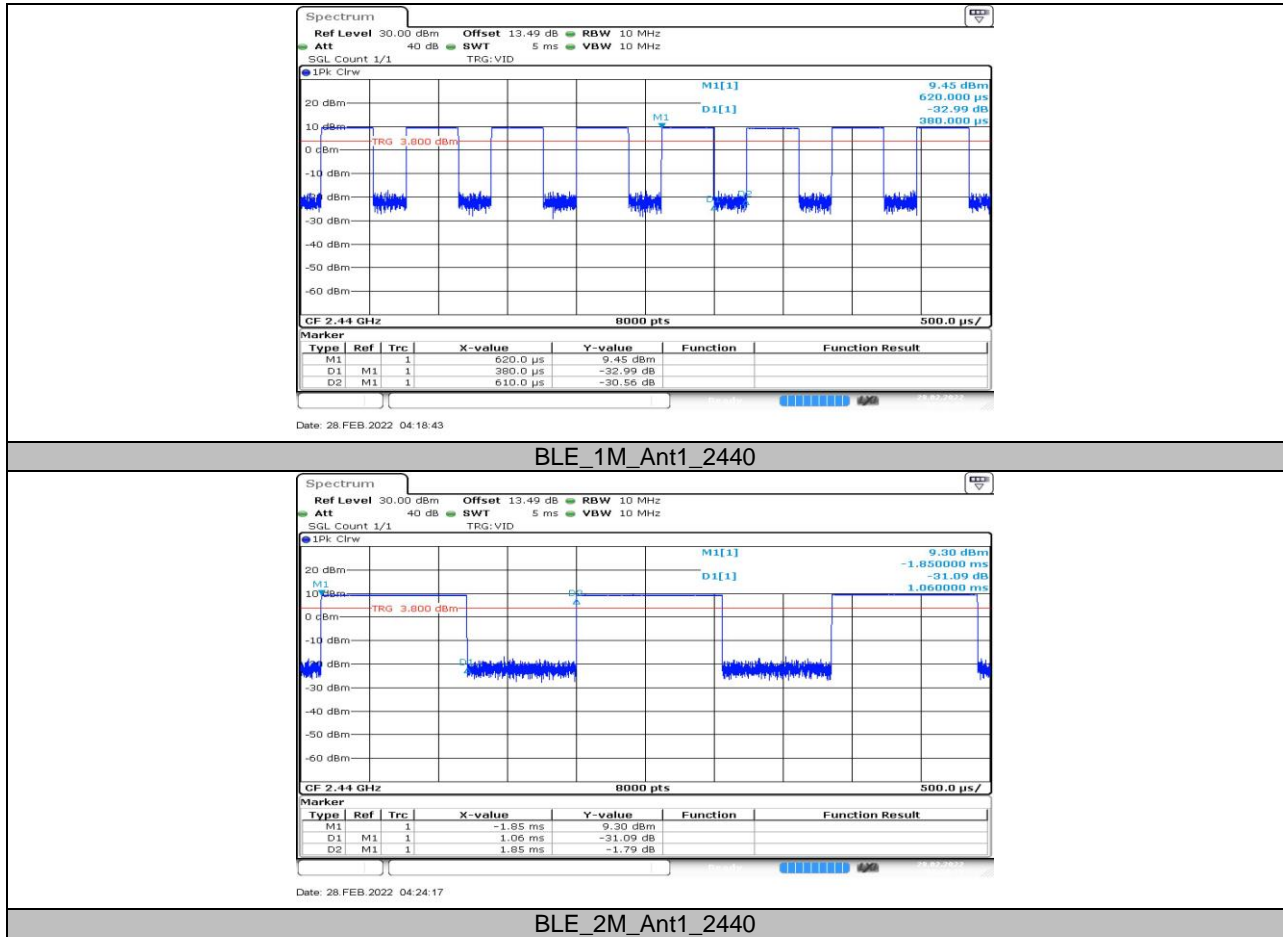 Spectrum
Ref Level 30.00 dBm Offset 13.49 dB RBW 10 MHz
Att 40 dB SWT 5 ms VBW 10 MHz
SGL Count 1/1 TRG: VID
1Pk Clrw
M1[1] 9.45 dBm
620.000 µs
20 dBm
D1[1] -32.99 dB
380.000 µs
M1
10 dBm
TRG 3.800 dBm
0 dBm
-10 dBm
D2
dBm
-30 dBm
-40 dBm
-50 dBm
-60 dBm
CF 2.44 GHz 8000 pts 500.0 µs/
Marker
Type Ref Trc X-value Y-value Function Function Result
M1 1 620.0 µs 9.45 dBm
D1 M1 1 380.0 µs -32.99 dB
D2 M1 1 610.0 µs -30.56 dB
Date: 28.FEB.2022 04:18:43
BLE_1M_Ant1_2440
Spectrum
Ref Level 30.00 dBm Offset 13.49 dB RBW 10 MHz
Att 40 dB SWT 5 ms VBW 10 MHz
SGL Count 1/1 TRG: VID
1Pk Clrw
M1[1] 9.30 dBm
-1.850000 ms
20 dBm
D1[1] -31.09 dB
1.060000 ms
M1
10 dBm
TRG 3.800 dBm
0 dBm
-10 dBm
D1
dBm
-30 dBm
-40 dBm
-50 dBm
-60 dBm
CF 2.44 GHz 8000 pts 500.0 µs/
Marker
Type Ref Trc X-value Y-value Function Function Result
M1 1 -1.85 ms 9.30 dBm
D1 M1 1 1.06 ms -31.09 dB
D2 M1 1 1.85 ms -1.79 dB
Date: 28.FEB.2022 04:24:17
BLE_2M_Ant1_2440